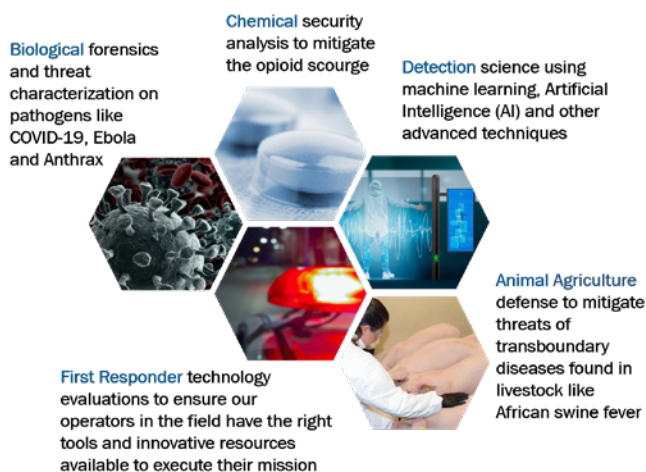 Chemical security
analysis to mitigate
the opioid scourge
Biological forensics
and threat
characterization on
pathogens like
COVID-19, Ebola
and Anthrax
Detection science using
machine learning, Artificial
Intelligence (AI) and other
advanced techniques
Animal Agriculture
defense to mitigate
threats of
transboundary
diseases found in
livestock like
African swine fever
First Responder technology
evaluations to ensure our
operators in the field have the right
tools and innovative resources
available to execute their mission